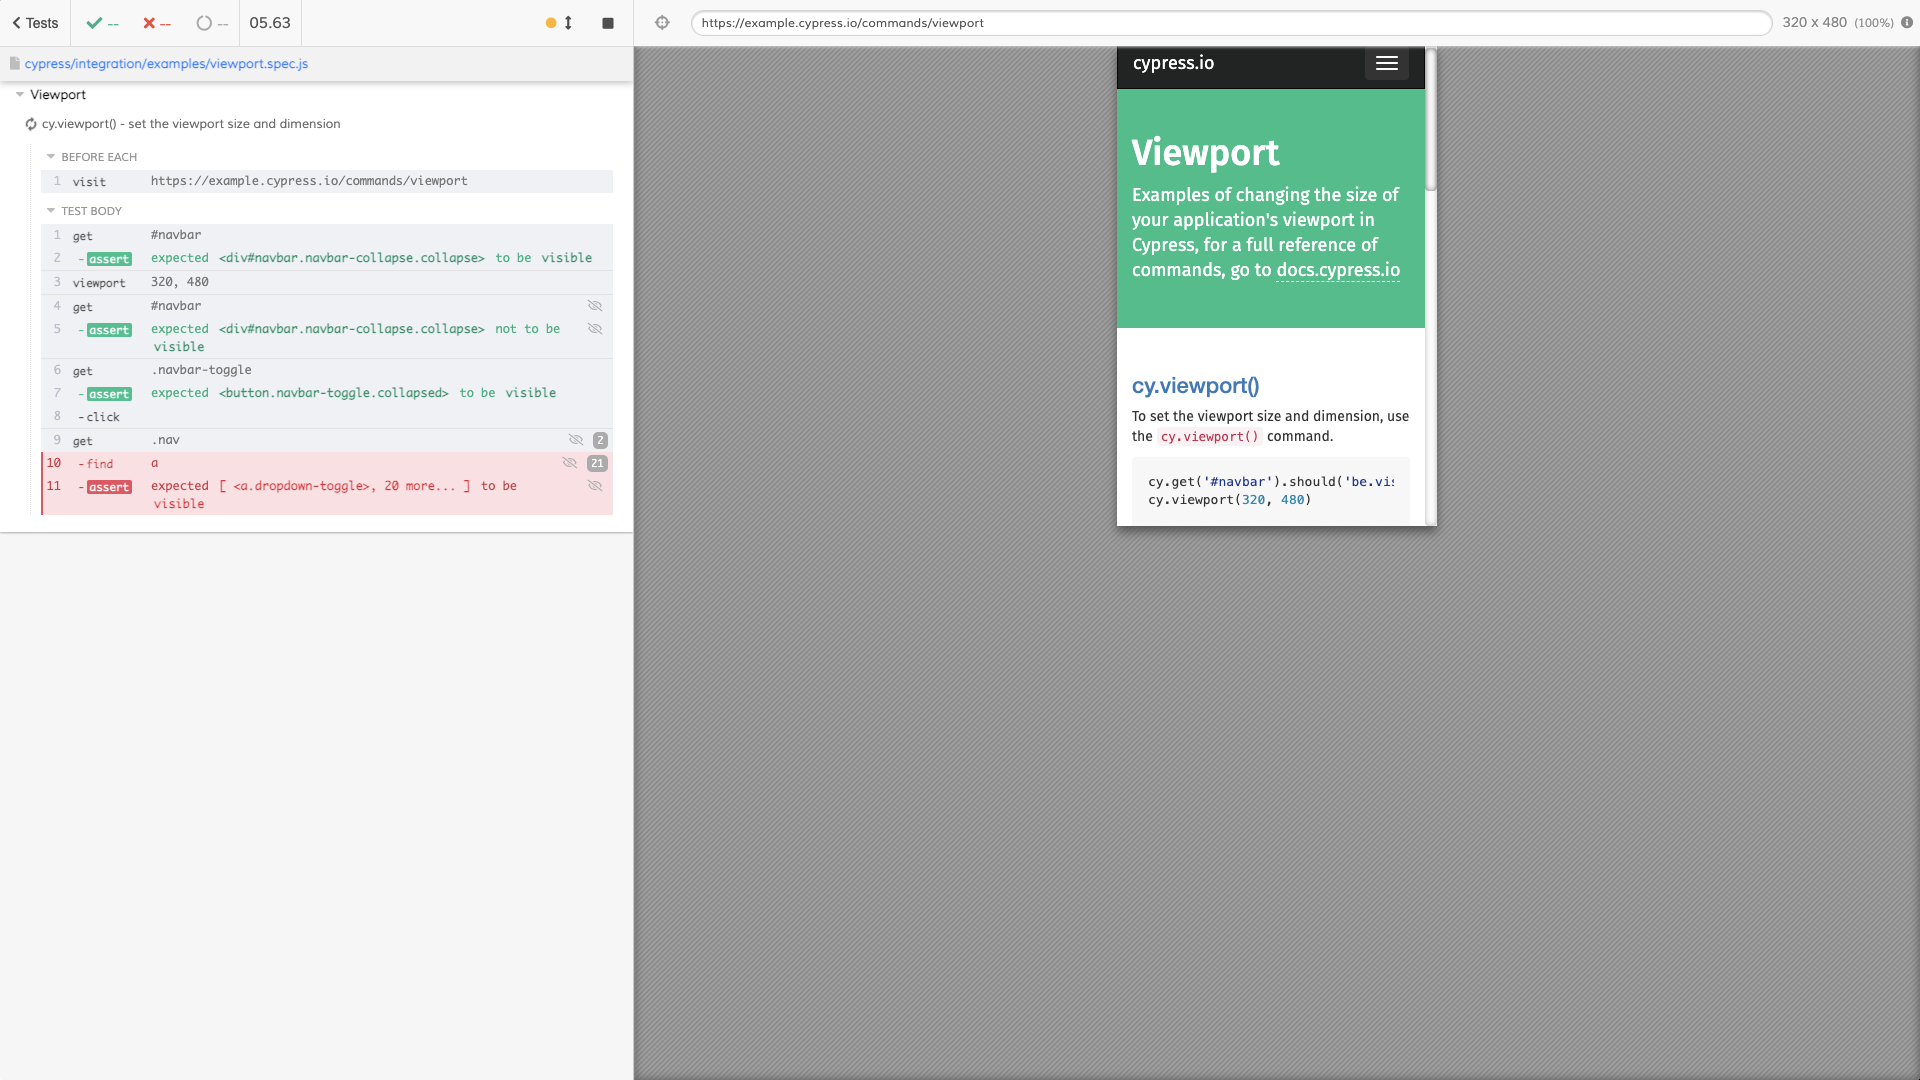 Tests
--
--
--
05.63
https://example.cypress.io/commands/viewport
320 x 480 (100%)
cypress/integration/examples/viewport.spec.js
Viewport
cy.viewport() - set the viewport size and dimension
BEFORE EACH
1 visit https://example.cypress.io/commands/viewport
TEST BODY
1 get #navbar
2 -assert expected <div#navbar.navbar-collapse.collapse> to be visible
3 viewport 320, 480
4 get #navbar
5 -assert expected <div#navbar.navbar-collapse.collapse> not to be
visible
6 get .navbar-toggle
7 -assert expected <button.navbar-toggle.collapsed> to be visible
8 -click
9 get .nav 2
10 -find a 21
11 -assert expected [ <a.dropdown-toggle>, 20 more... ] to be
visible
cypress.io
Viewport
Examples of changing the size of
your application's viewport in
Cypress, for a full reference of
commands, go to docs.cypress.io
cy.viewport()
To set the viewport size and dimension, use
the cy.viewport() command.
cy.get('#navbar').should('be.vis
cy.viewport(320, 480)